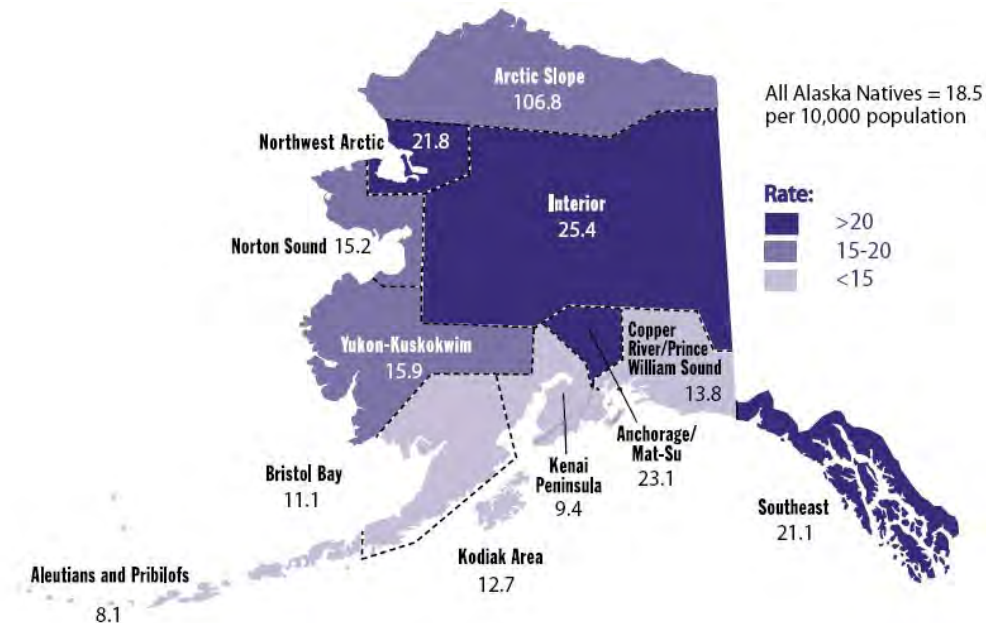 Arctic Slope
106.8
All Alaska Natives = 18.5
per 10,000 population
Northwest Arctic
21.8
Rate:
>20
15-20
<15
Interior
25.4
Norton Sound 15.2
Yukon-Kuskokwim
15.9
Copper
River/Prince
William Sound
13.8
Anchorage/
Mat-Su
23.1
Kenai
Peninsula
9.4
Bristol Bay
11.1
Southeast
21.1
Kodiak Area
12.7
Aleutians and Pribilofs
8.1